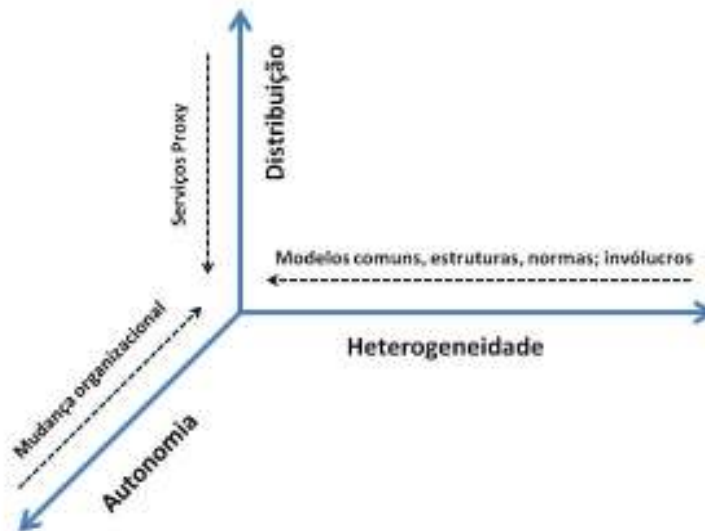 Distribuição
Serviços Proxy
Modelos comuns, estruturas, normas; invólucros
Heterogeneidade
Mudança organizacional
Autonomia